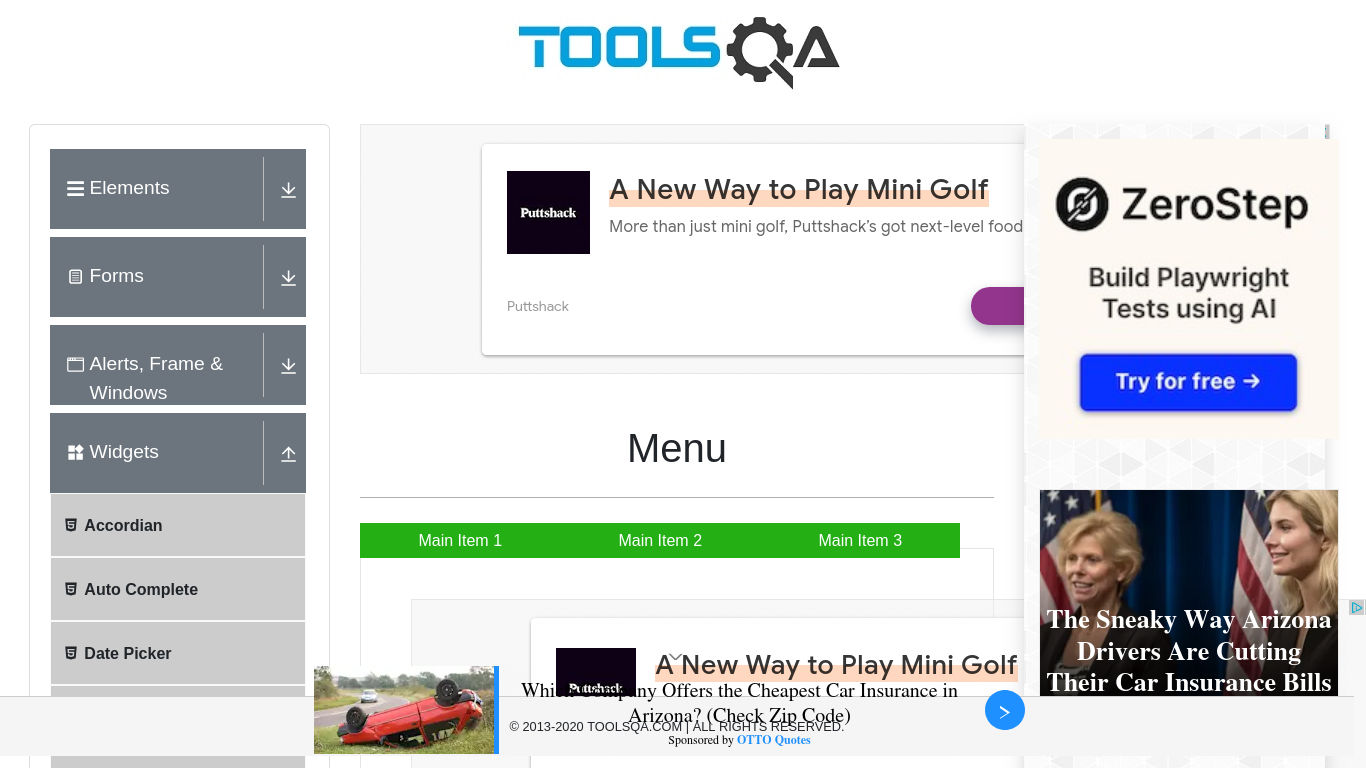 TOOLSQA
Elements
Forms
Alerts, Frame &
Windows
Widgets
Accordian
Auto Complete
Date Picker
Puttshack
A New Way to Play Mini Golf
More than just mini golf, Puttshack's got next-level food
Puttshack
Menu
Main Item 1
Main Item 2
Main Item 3
Puttshack
A New Way to Play Mini Golf
Which Company Offers the Cheapest Car Insurance in
Arizona? (Check Zip Code)
© 2013-2020 TOOLSQA.COM | ALL RIGHTS RESERVED.
Sponsored by OTTO Quotes
ZeroStep
Build Playwright
Tests using AI
Try for free →
The Sneaky Way Arizona
Drivers Are Cutting
Their Car Insurance Bills